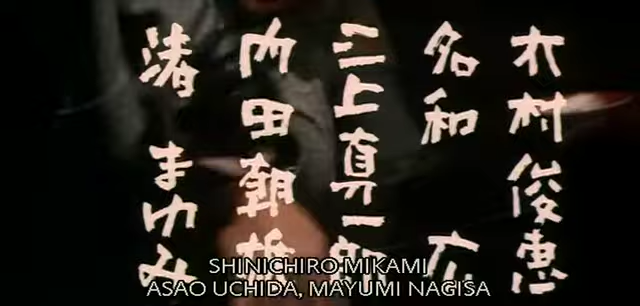 木村俊恵
名和 広
三上真一郎
内田朝雄
渚 まゆみ
SHINICHIRO MIKAMI,
ASAO UCHIDA, MAYUMI NAGISA